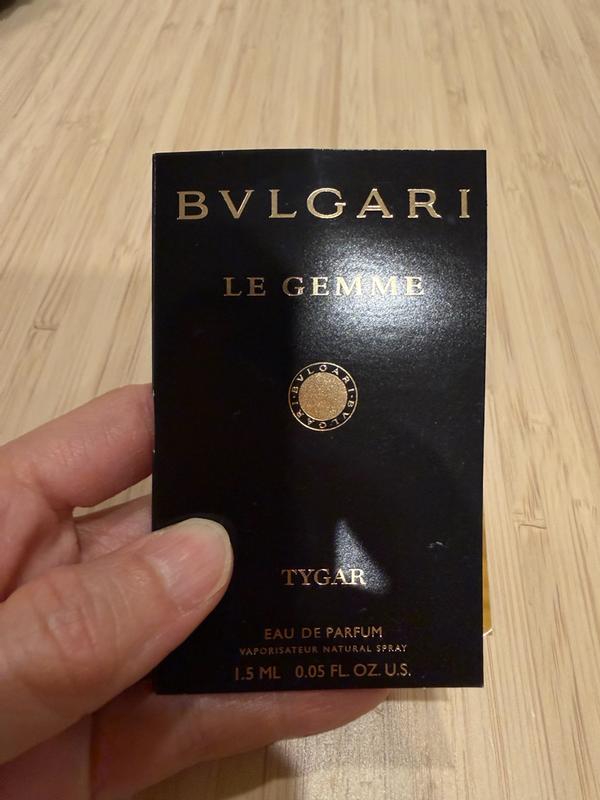 BVLGARI
LE GEMME
BVLGARI · BVLGARI ·
TYGAR
EAU DE PARFUM
VAPORISATEUR NATURAL SPRAY
1.5 ML 0.05 FL. OZ. U.S.